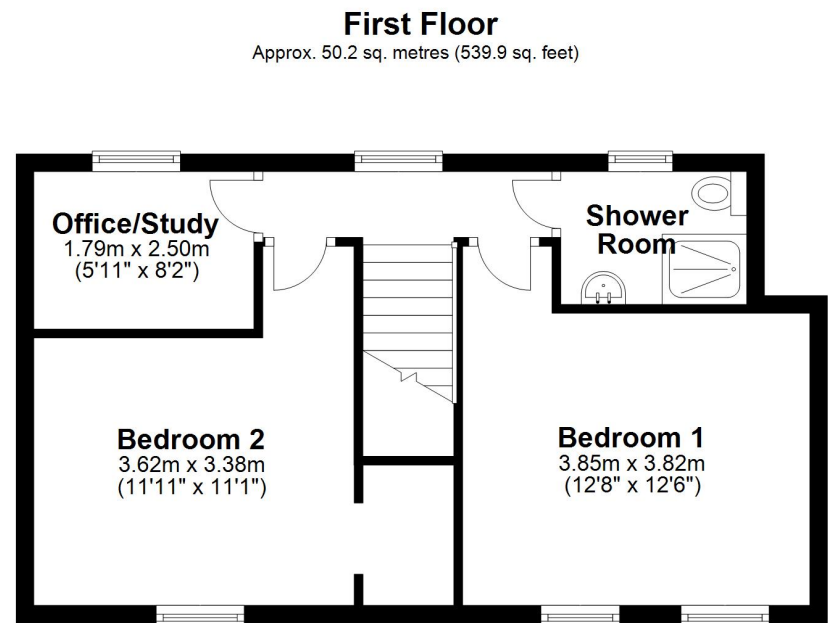 First Floor
Approx. 50.2 sq. metres (539.9 sq. feet)
Office/Study
1.79m x 2.50m
(5'11" x 8'2")
Shower
Room
Bedroom 2
3.62m x 3.38m
(11'11" x 11'1")
Bedroom 1
3.85m x 3.82m
(12'8" x 12'6")